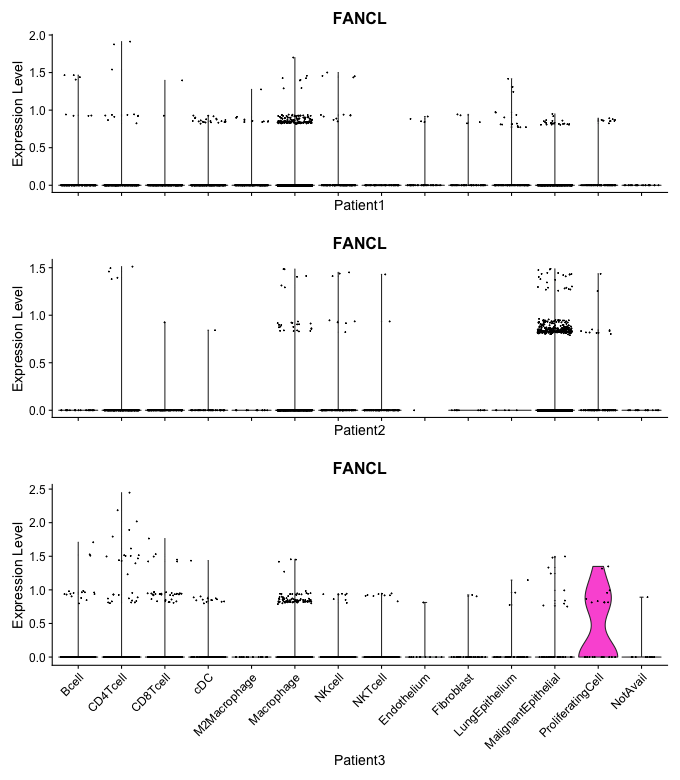 FANCL
Expression Level
2.0
1.5
1.0
0.5
0.0
Patient1
FANCL
Expression Level
1.5
1.0
0.5
0.0
Patient2
FANCL
Expression Level
2.5
2.0
1.5
1.0
0.5
0.0
Bcell
CD4Tcell
CD8Tcell
cDC
M2Macrophage
Macrophage
NKcell
NKTcell
Endothelium
Fibroblast
LungEpithelium
MalignantEpithelial
ProliferatingCell
NotAvail
Patient3